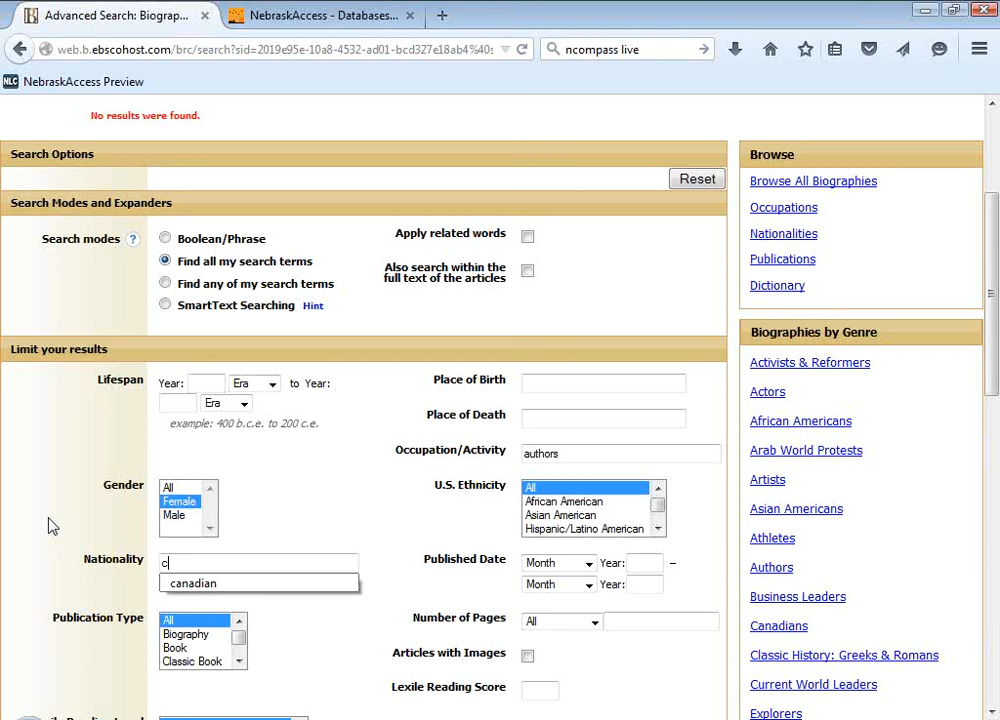 Advanced Search: Biograp...
NebraskAccess - Databases...
web.b.ebscohost.com/brc/search?sid=2019e95e-10a8-4532-ad01-bcd327e18ab4%40s
ncompass live
NLC NebraskAccess Preview
No results were found.
Search Options
Reset
Search Modes and Expanders
Search modes ?
Boolean/Phrase
Find all my search terms
Find any of my search terms
SmartText Searching Hint
Apply related words
Also search within the
full text of the articles
Limit your results
Lifespan
Year: Era to Year:
Era
example: 400 b.c.e. to 200 c.e.
Place of Birth
Place of Death
Occupation/Activity authors
Gender
All
Female
Male
U.S. Ethnicity
All
African American
Asian American
Hispanic/Latino American
Nationality c
canadian
Published Date Month Year: –
Month Year:
Publication Type
All
Biography
Book
Classic Book
Number of Pages All
Articles with Images
Lexile Reading Score
Browse
Browse All Biographies
Occupations
Nationalities
Publications
Dictionary
Biographies by Genre
Activists & Reformers
Actors
African Americans
Arab World Protests
Artists
Asian Americans
Athletes
Authors
Business Leaders
Canadians
Classic History: Greeks & Romans
Current World Leaders
Explorers